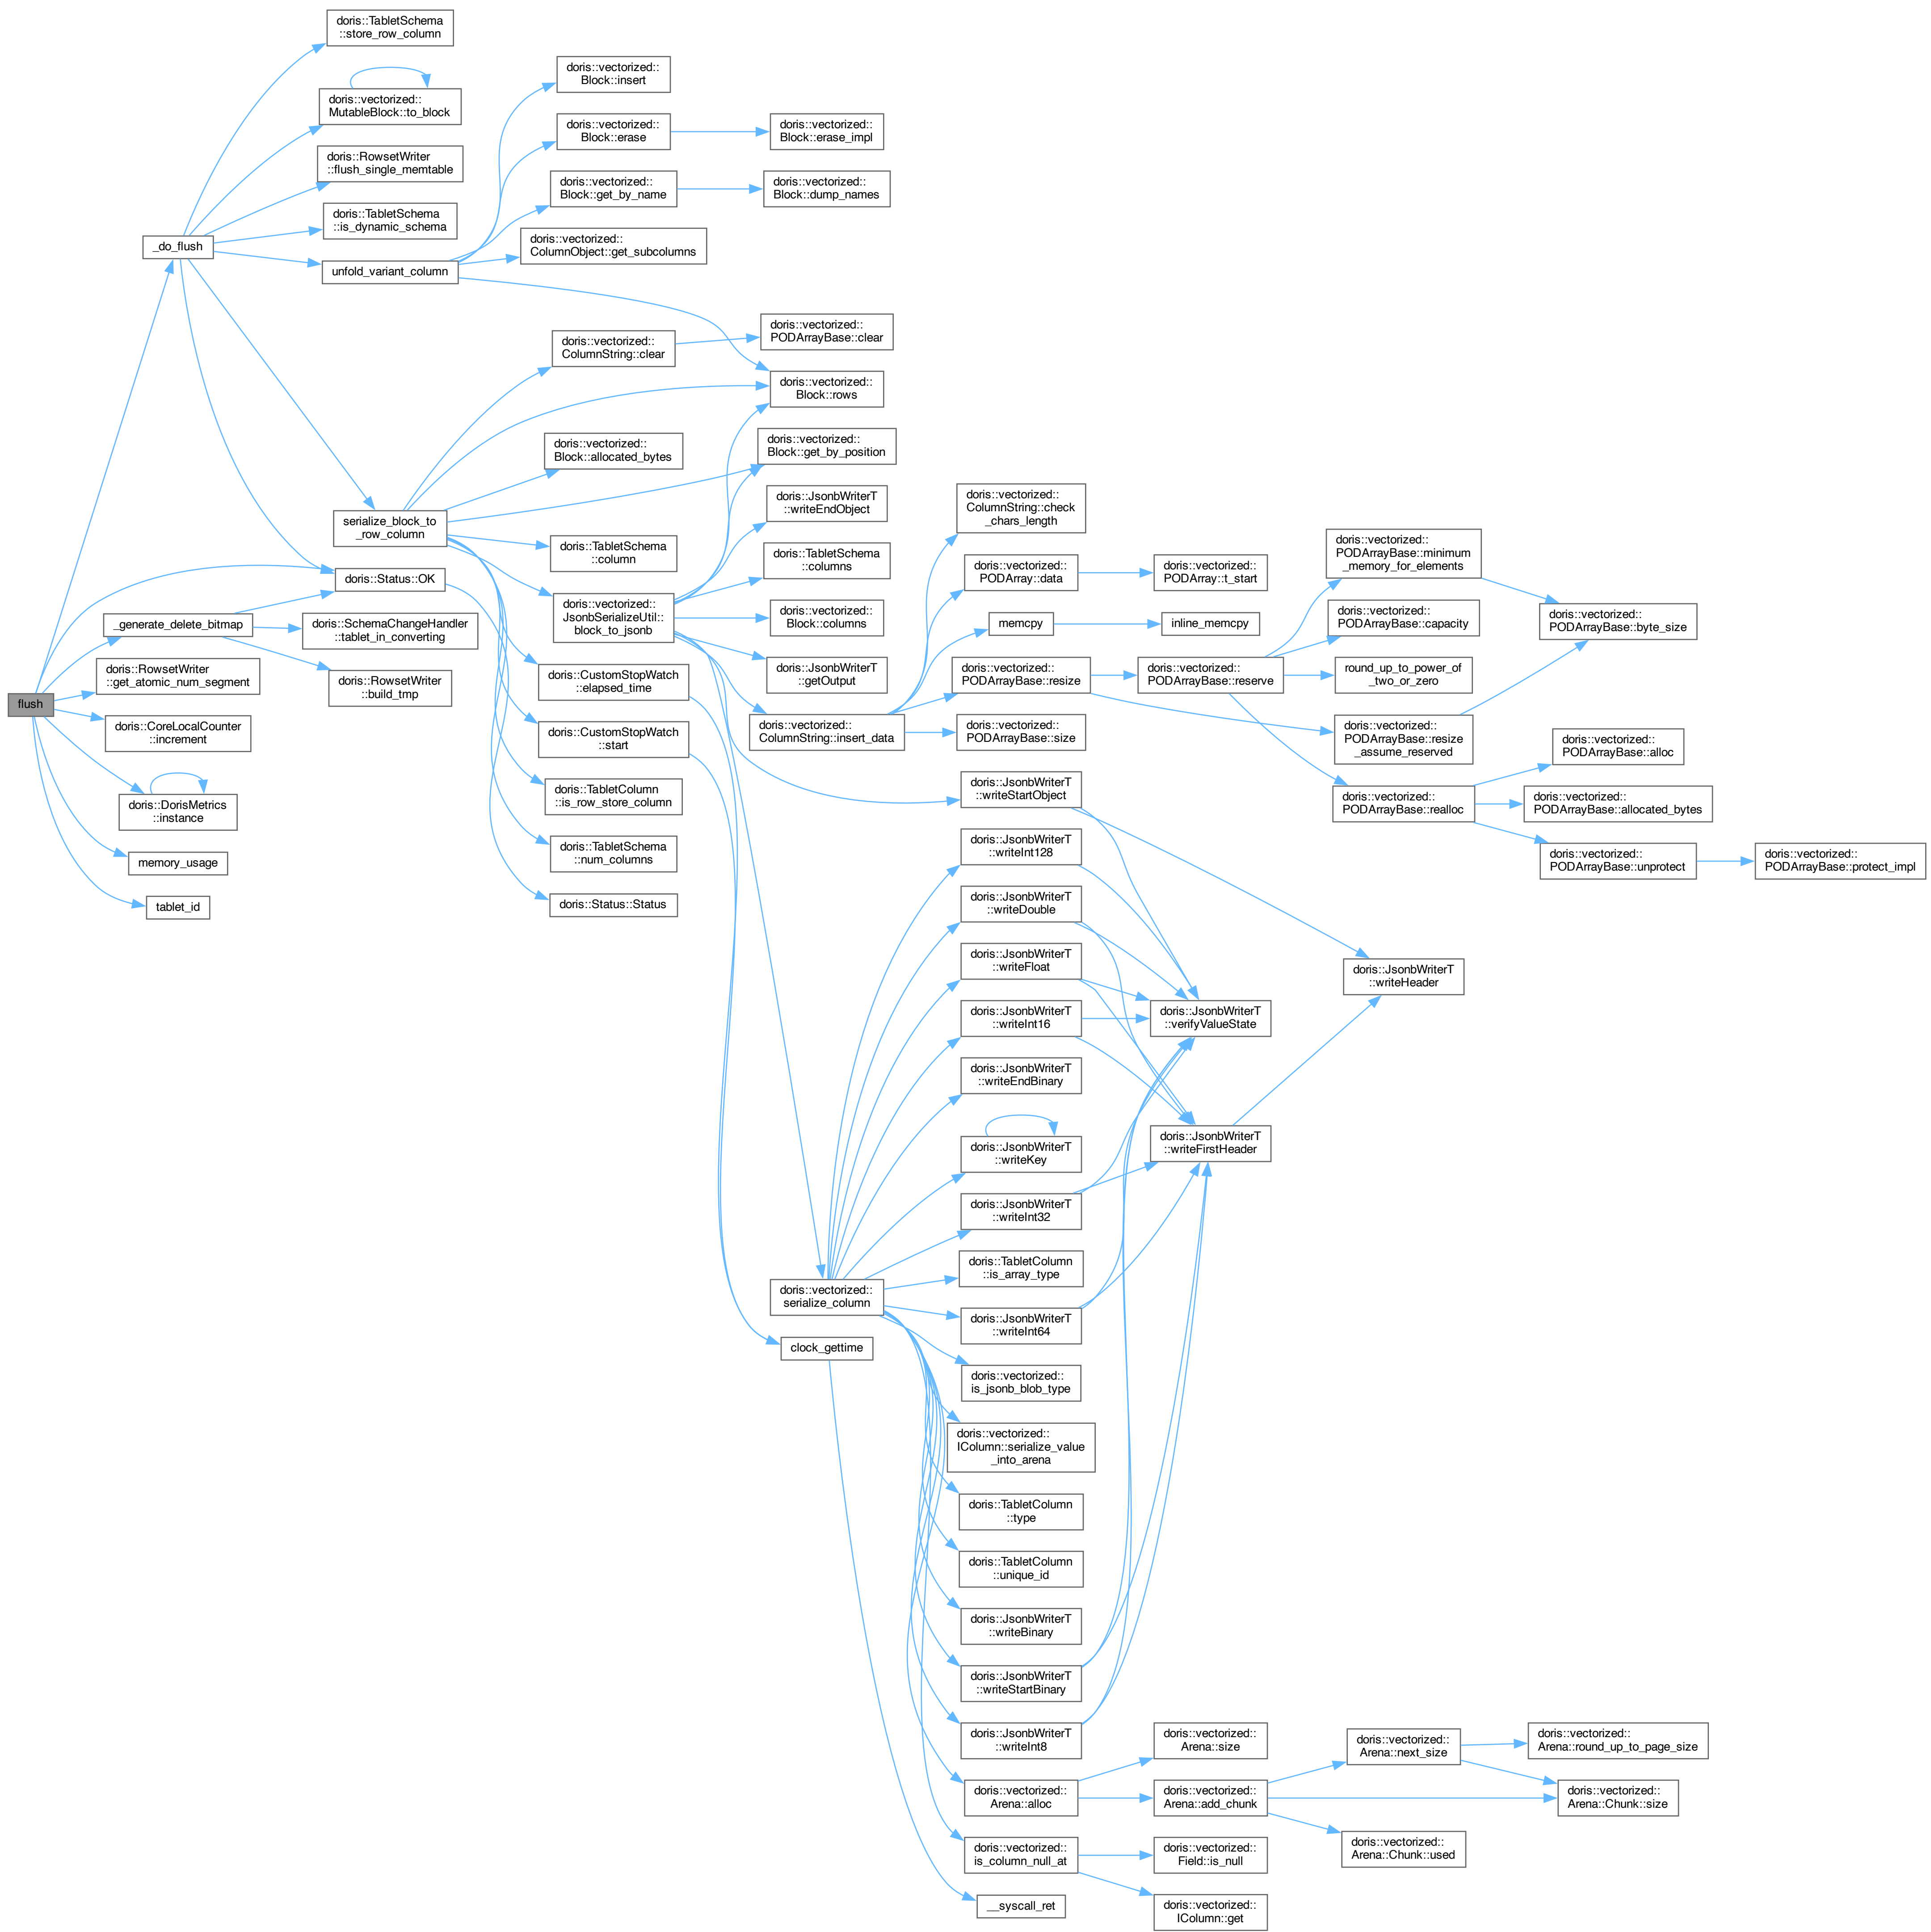 doris::TabletSchema
::store_row_column
doris::vectorized::
MutableBlock::to_block
doris::RowsetWriter
::flush_single_memtable
doris::TabletSchema
::is_dynamic_schema
_do_flush
unfold_variant_column
doris::vectorized::
Block::insert
doris::vectorized::
Block::erase
doris::vectorized::
Block::erase_impl
doris::vectorized::
Block::get_by_name
doris::vectorized::
Block::dump_names
doris::vectorized::
ColumnObject::get_subcolumns
doris::vectorized::
ColumnString::clear
doris::vectorized::
PODArrayBase::clear
doris::vectorized::
Block::rows
doris::vectorized::
Block::allocated_bytes
doris::vectorized::
Block::get_by_position
serialize_block_to
_row_column
doris::JsonbWriterT
::writeEndObject
doris::TabletSchema
::column
doris::TabletSchema
::columns
doris::Status::OK
doris::vectorized::
JsonbSerializeUtil::
block_to_jsonb
doris::vectorized::
Block::columns
doris::JsonbWriterT
::getOutput
_generate_delete_bitmap
doris::SchemaChangeHandler
::tablet_in_converting
doris::RowsetWriter
::get_atomic_num_segment
doris::RowsetWriter
::build_tmp
flush
doris::CoreLocalCounter
::increment
doris::DorisMetrics
::instance
memory_usage
tablet_id
doris::CustomStopWatch
::elapsed_time
doris::CustomStopWatch
::start
doris::TabletColumn
::is_row_store_column
doris::TabletSchema
::num_columns
doris::Status::Status
doris::vectorized::
ColumnString::insert_data
doris::vectorized::
ColumnString::check
_chars_length
doris::vectorized::
PODArray::data
doris::vectorized::
PODArray::t_start
memcpy
inline_memcpy
doris::vectorized::
PODArrayBase::resize
doris::vectorized::
PODArrayBase::reserve
doris::vectorized::
PODArrayBase::size
doris::vectorized::
PODArrayBase::minimum
_memory_for_elements
doris::vectorized::
PODArrayBase::capacity
doris::vectorized::
PODArrayBase::byte_size
round_up_to_power_of
_two_or_zero
doris::vectorized::
PODArrayBase::resize
_assume_reserved
doris::vectorized::
PODArrayBase::realloc
doris::vectorized::
PODArrayBase::alloc
doris::vectorized::
PODArrayBase::allocated_bytes
doris::vectorized::
PODArrayBase::unprotect
doris::vectorized::
PODArrayBase::protect_impl
doris::JsonbWriterT
::writeStartObject
doris::JsonbWriterT
::writeInt128
doris::JsonbWriterT
::writeDouble
doris::JsonbWriterT
::writeFloat
doris::JsonbWriterT
::writeInt16
doris::JsonbWriterT
::writeEndBinary
doris::JsonbWriterT
::writeKey
doris::JsonbWriterT
::writeInt32
doris::JsonbWriterT
::writeHeader
doris::JsonbWriterT
::verifyValueState
doris::JsonbWriterT
::writeFirstHeader
doris::vectorized::
serialize_column
clock_gettime
doris::TabletColumn
::is_array_type
doris::JsonbWriterT
::writeInt64
doris::vectorized::
is_jsonb_blob_type
doris::vectorized::
IColumn::serialize_value
_into_arena
doris::TabletColumn
::type
doris::TabletColumn
::unique_id
doris::JsonbWriterT
::writeBinary
doris::JsonbWriterT
::writeStartBinary
doris::JsonbWriterT
::writeInt8
doris::vectorized::
Arena::alloc
doris::vectorized::
Arena::size
doris::vectorized::
Arena::add_chunk
doris::vectorized::
Arena::next_size
doris::vectorized::
Arena::round_up_to_page_size
doris::vectorized::
Arena::Chunk::size
doris::vectorized::
Arena::Chunk::used
doris::vectorized::
is_column_null_at
doris::vectorized::
Field::is_null
doris::vectorized::
IColumn::get
__syscall_ret